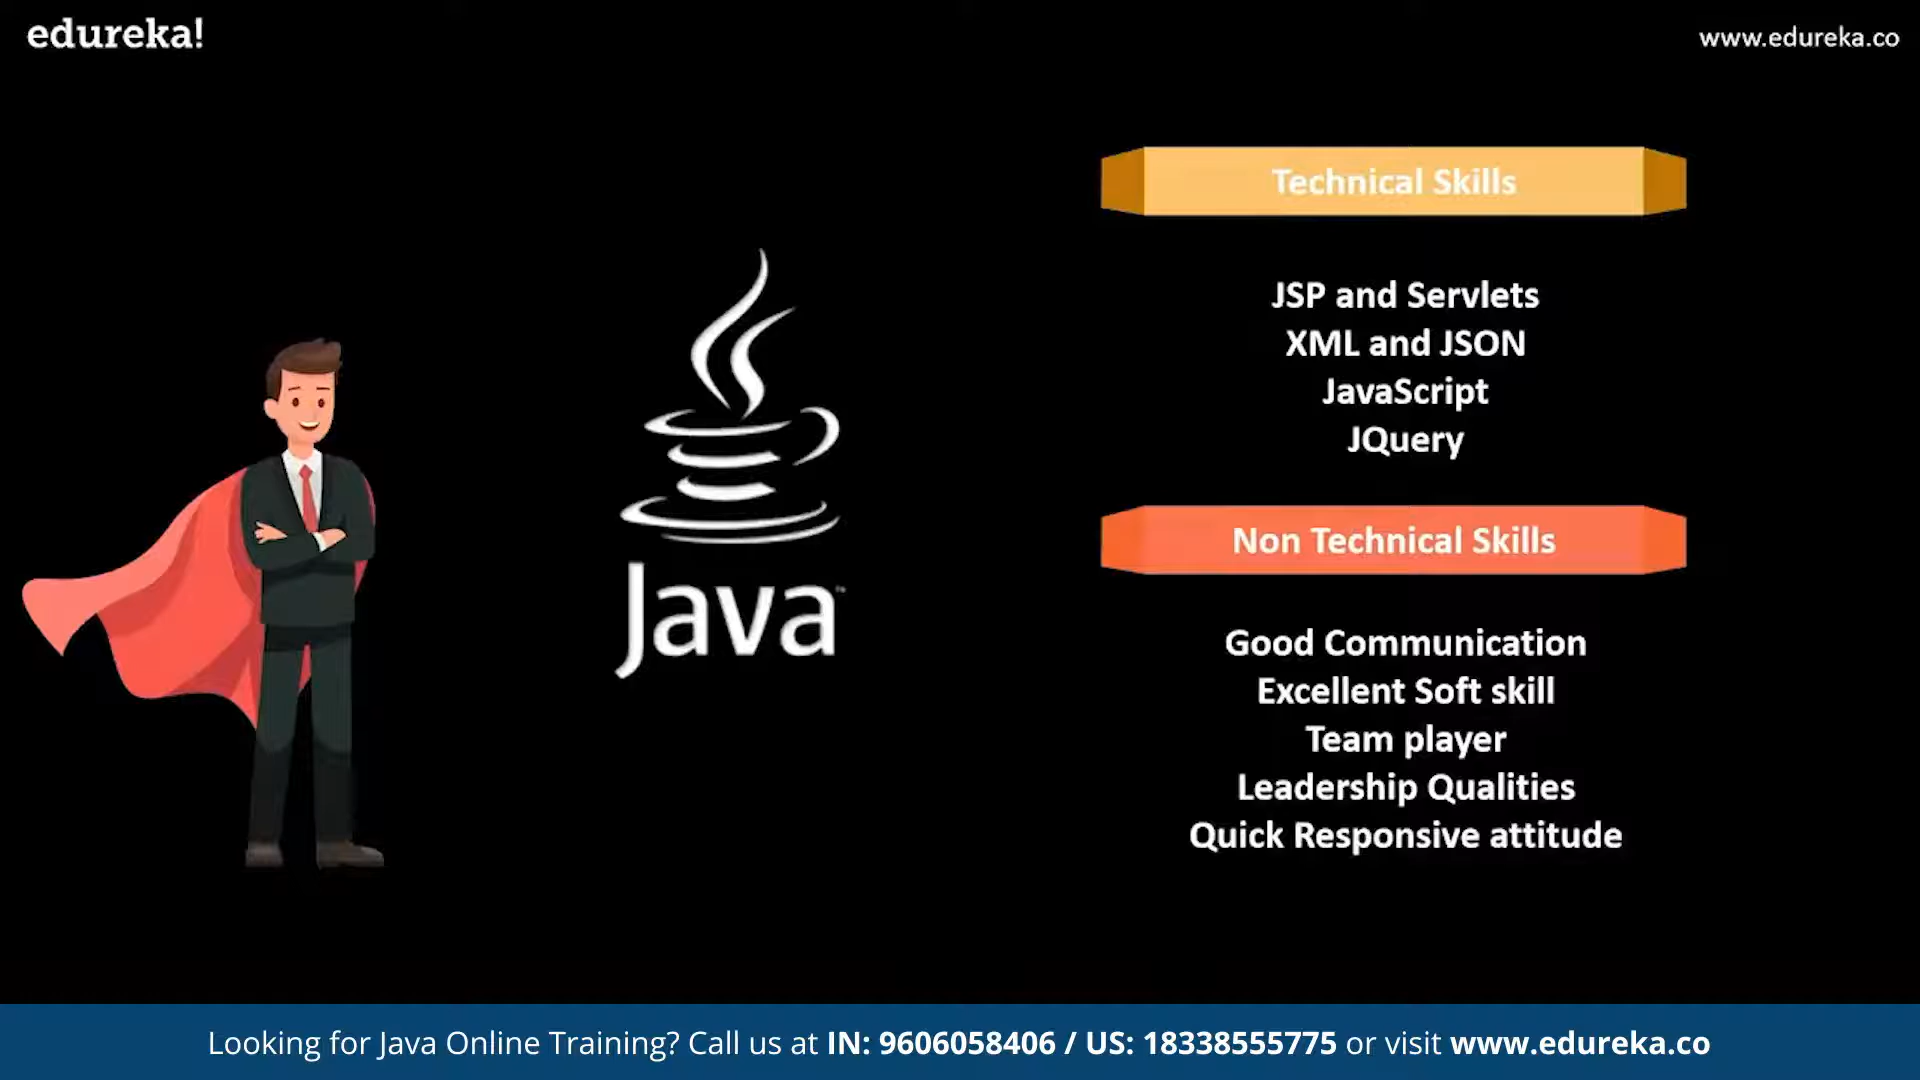 edureka!
www.edureka.co
Technical Skills
JSP and Servlets
XML and JSON
JavaScript
JQuery
Java™
Non Technical Skills
Good Communication
Excellent Soft skill
Team player
Leadership Qualities
Quick Responsive attitude
Looking for Java Online Training? Call us at IN: 9606058406 / US: 18338555775 or visit www.edureka.co